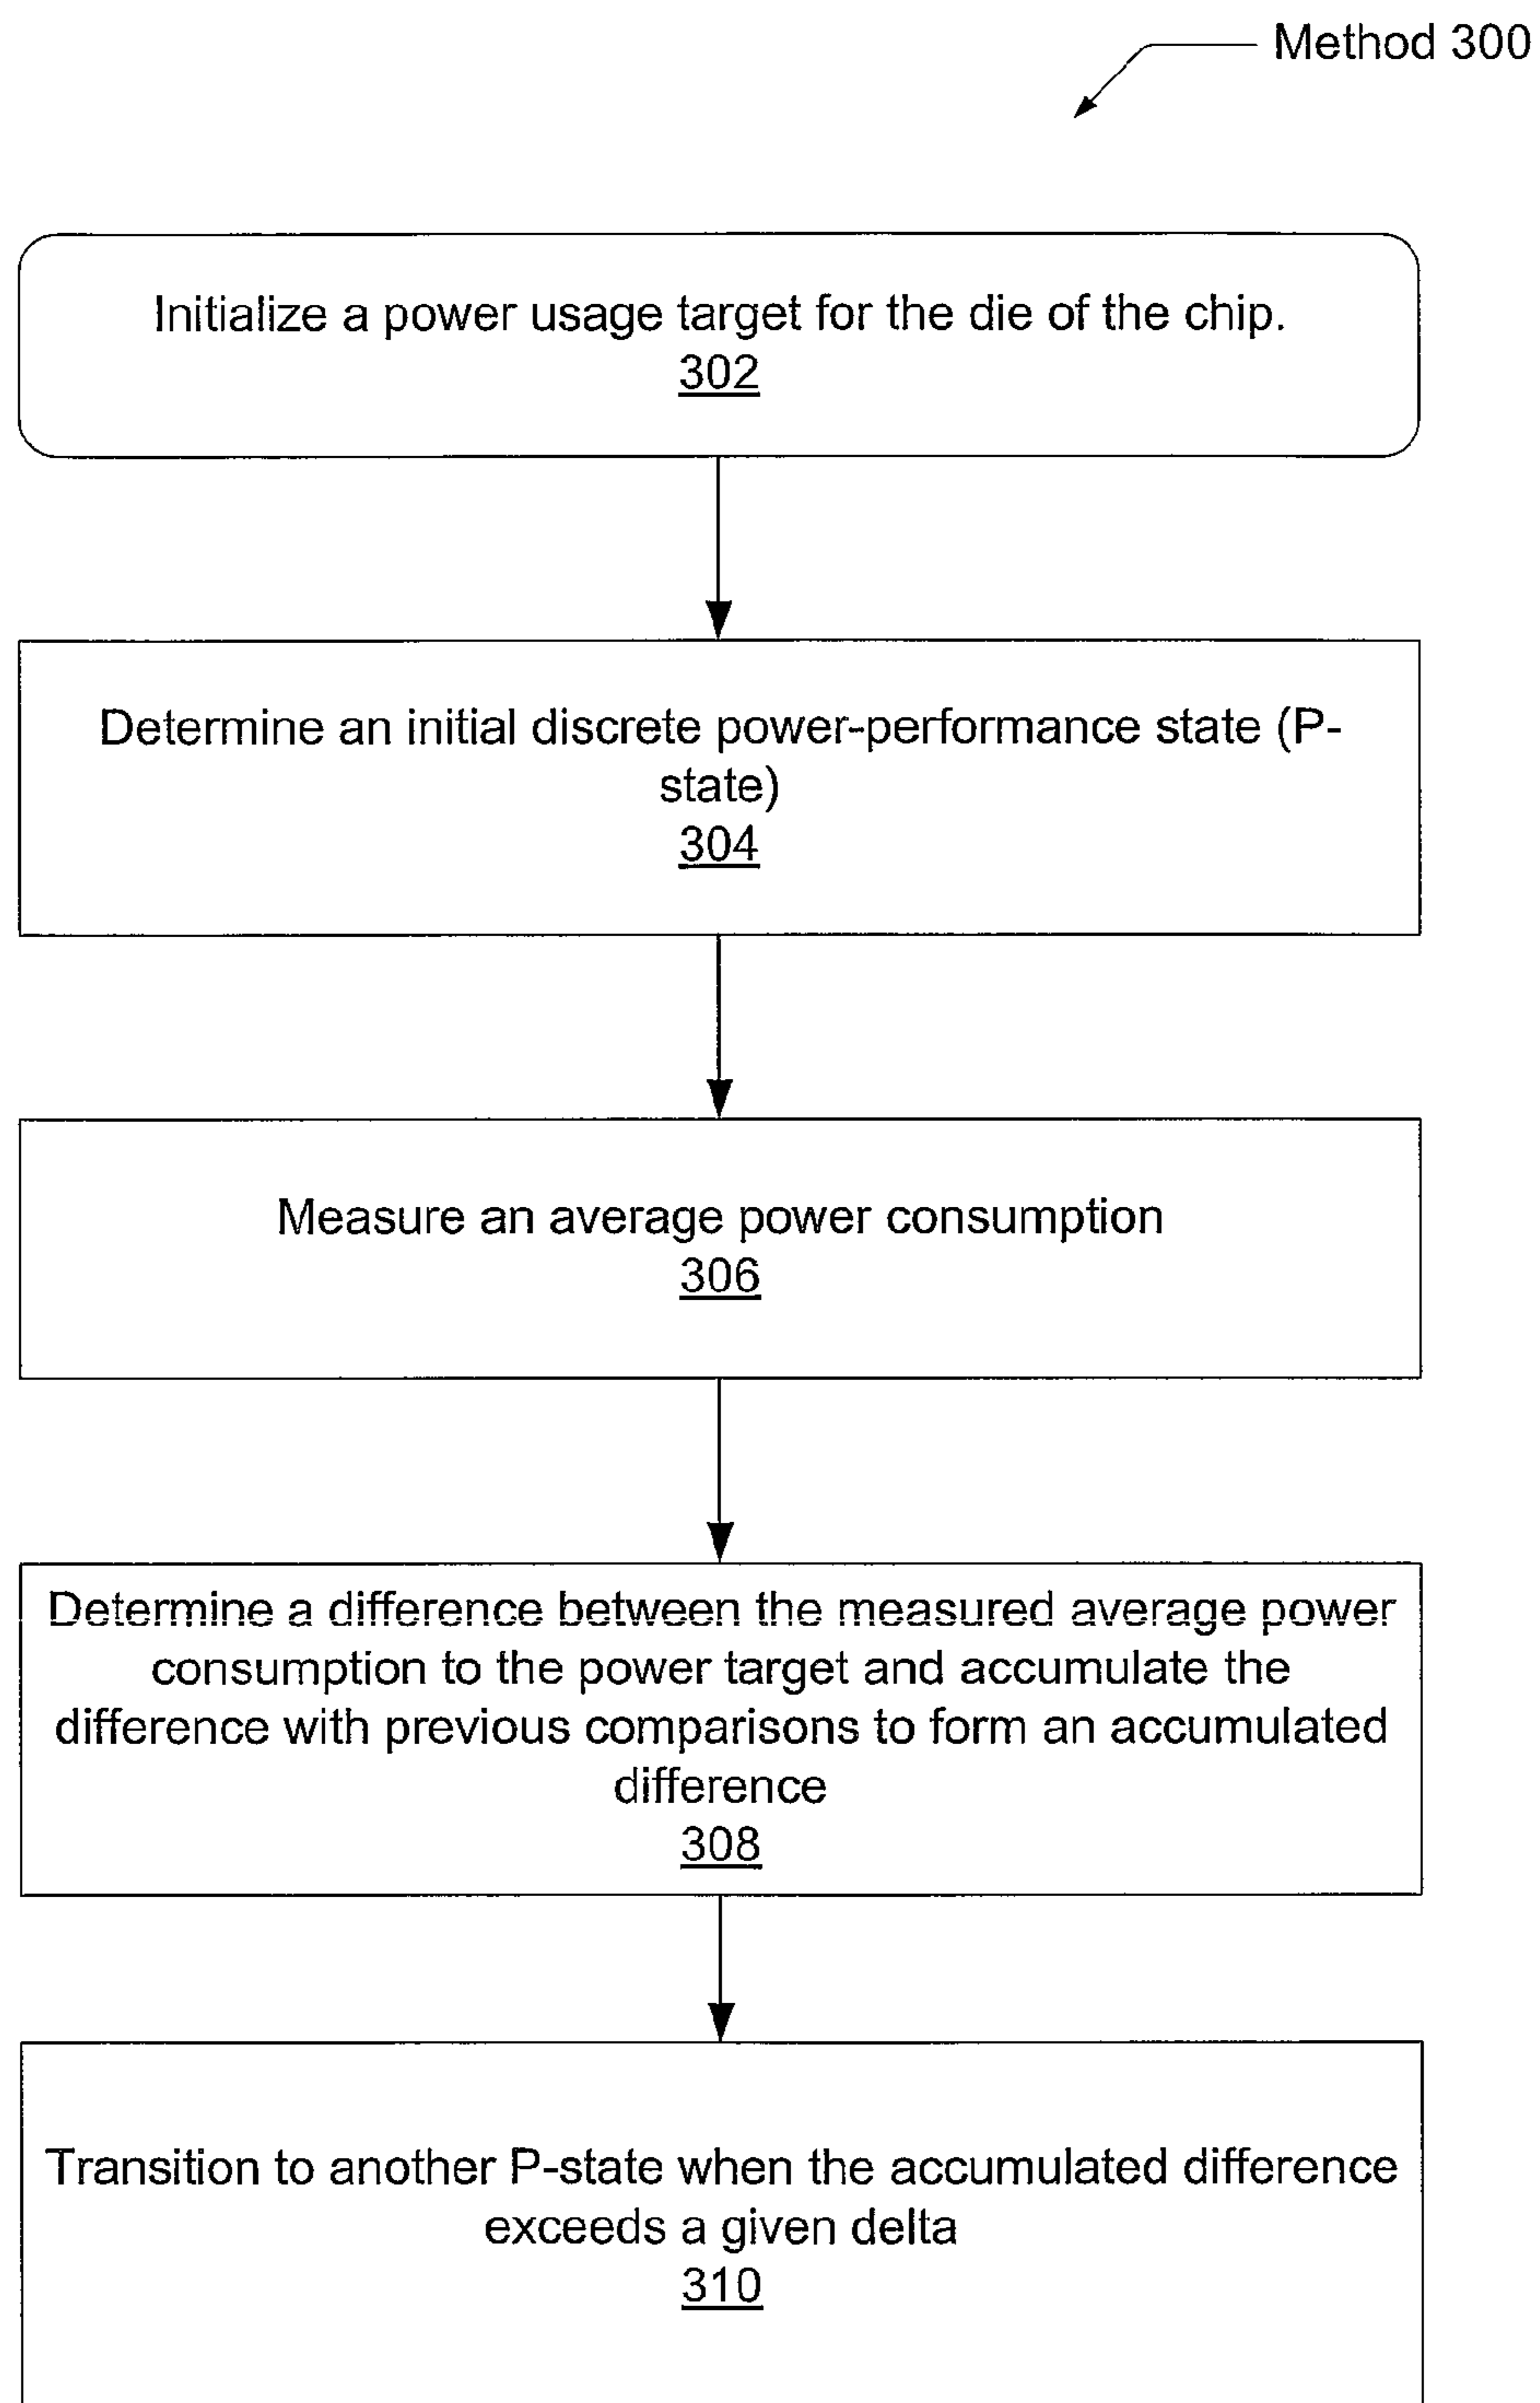 Method 300
Initialize a power usage target for the die of the chip.
302
Determine an initial discrete power-performance state (P-
state)
304
Measure an average power consumption
306
Determine a difference between the measured average power
consumption to the power target and accumulate the
difference with previous comparisons to form an accumulated
difference
308
Transition to another P-state when the accumulated difference
exceeds a given delta
310